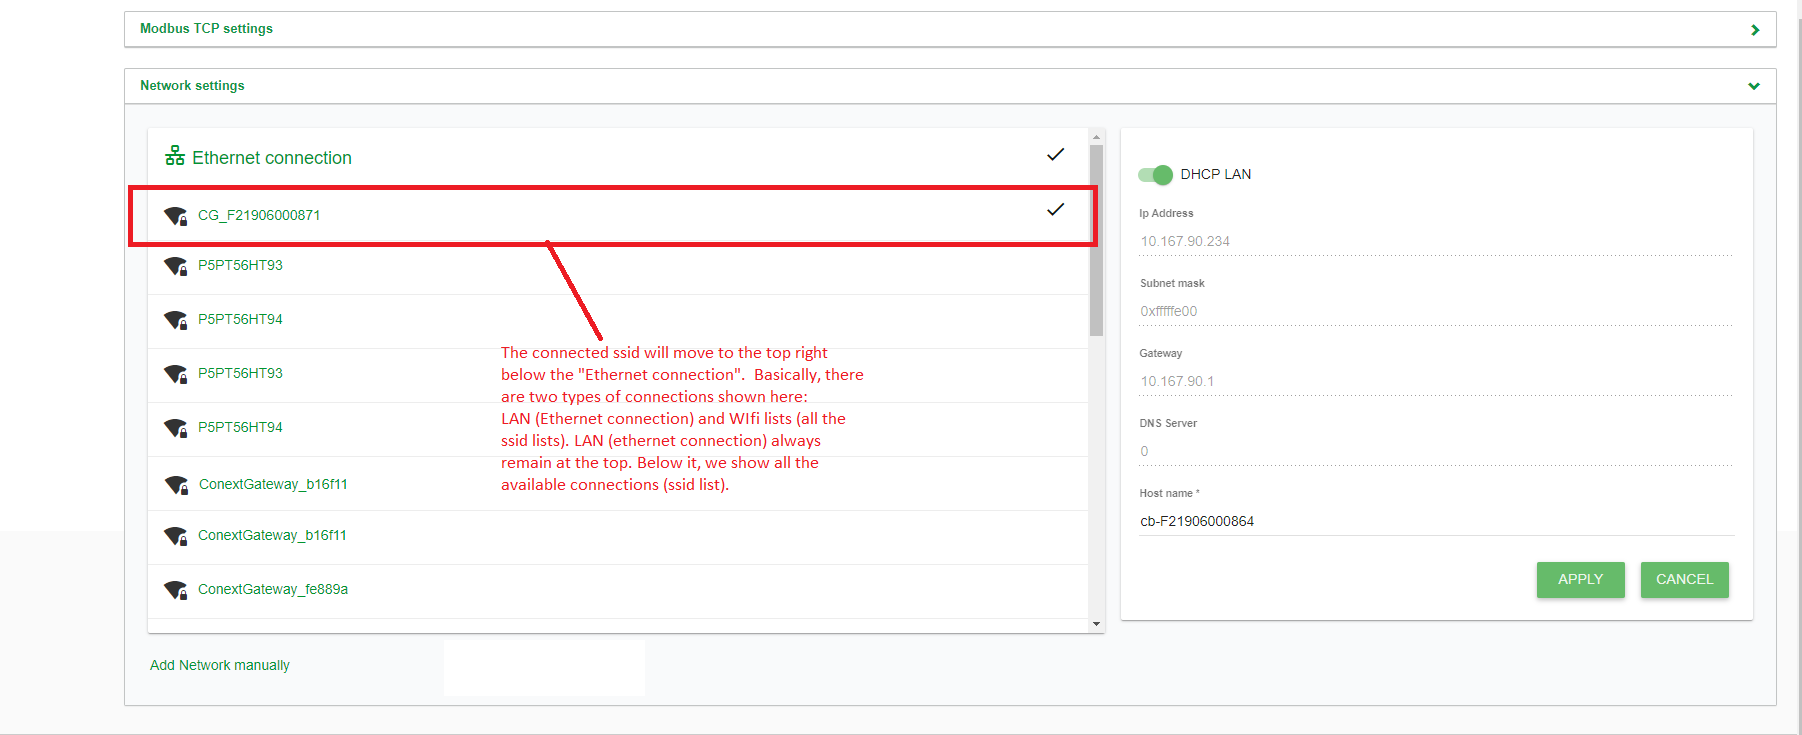 Modbus TCP settings
Network settings
Ethernet connection
CG_F21906000871
P5PT56HT93
P5PT56HT94
P5PT56HT93
P5PT56HT94
ConextGateway_b16f11
ConextGateway_b16f11
ConextGateway_fe889a
The connected ssid will move to the top right
below the "Ethernet connection". Basically, there
are two types of connections shown here:
LAN (Ethernet connection) and WIfi lists (all the
ssid lists). LAN (ethernet connection) always
remain at the top. Below it, we show all the
available connections (ssid list).
Add Network manually
DHCP LAN
Ip Address
10.167.90.234
Subnet mask
0xfffffe00
Gateway
10.167.90.1
DNS Server
0
Host name *
cb-F21906000864
APPLY
CANCEL